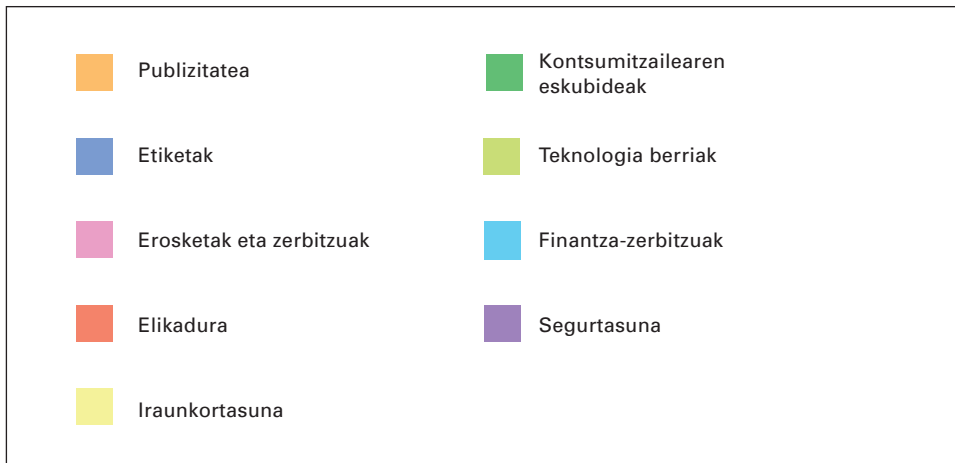 Publizitatea
Etiketak
Erosketak eta zerbitzuak
Elikadura
Iraunkortasuna
Kontsumitzailearen
eskubideak
Teknologia berriak
Finantza-zerbitzuak
Segurtasuna